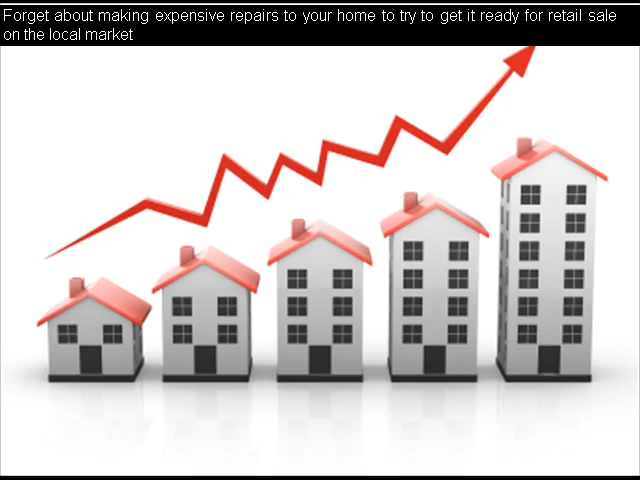 Forget about making expensive repairs to your home to try to get it ready for retail sale
on the local market